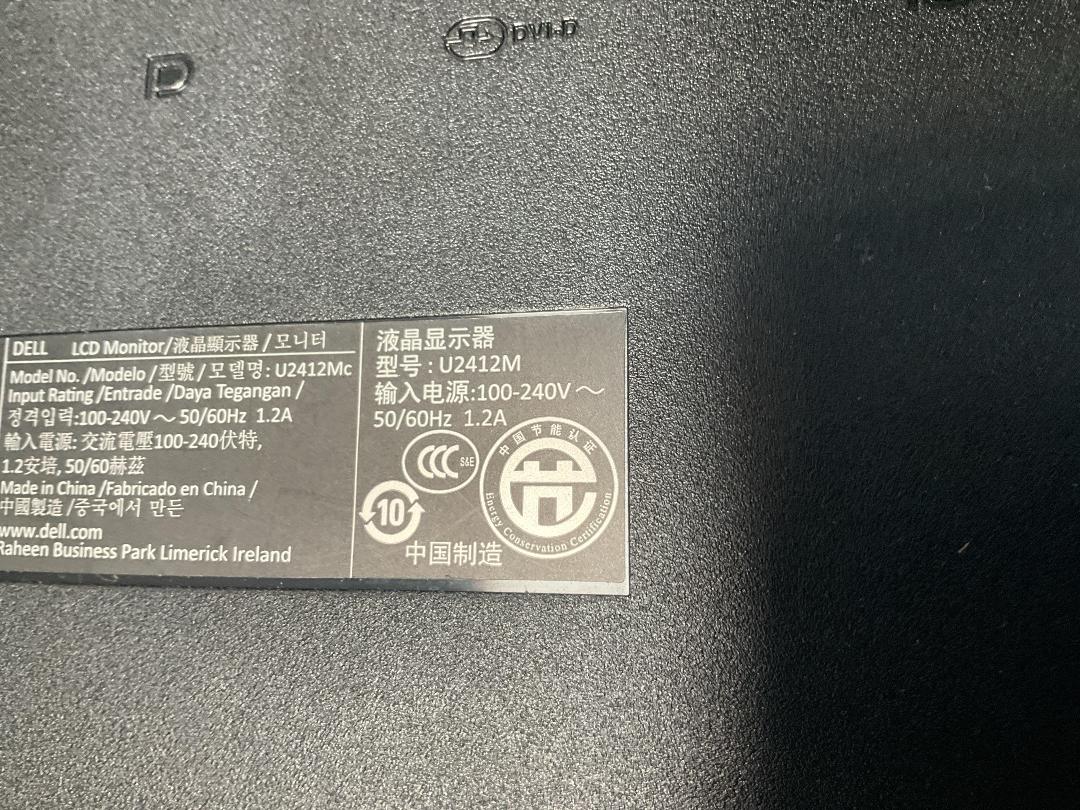 DVI-D
DELL LCD Monitor/液晶顯示器/모니터
Model No. /Modelo /型號/모델명: U2412Mc
Input Rating /Entrade /Daya Tegangan /
정격입력:100-240V ～ 50/60Hz 1.2A
輸入電源: 交流電壓100-240伏特,
1.2安培, 50/60赫茲
Made in China /Fabricado en China /
中國製造 /중국에서 만든
www.dell.com
Raheen Business Park Limerick Ireland
液晶显示器
型号 : U2412M
输入电源:100-240V ～
50/60Hz 1.2A
CCC S&E
中国节能认证
Energy Conservation Certification
10
中国制造